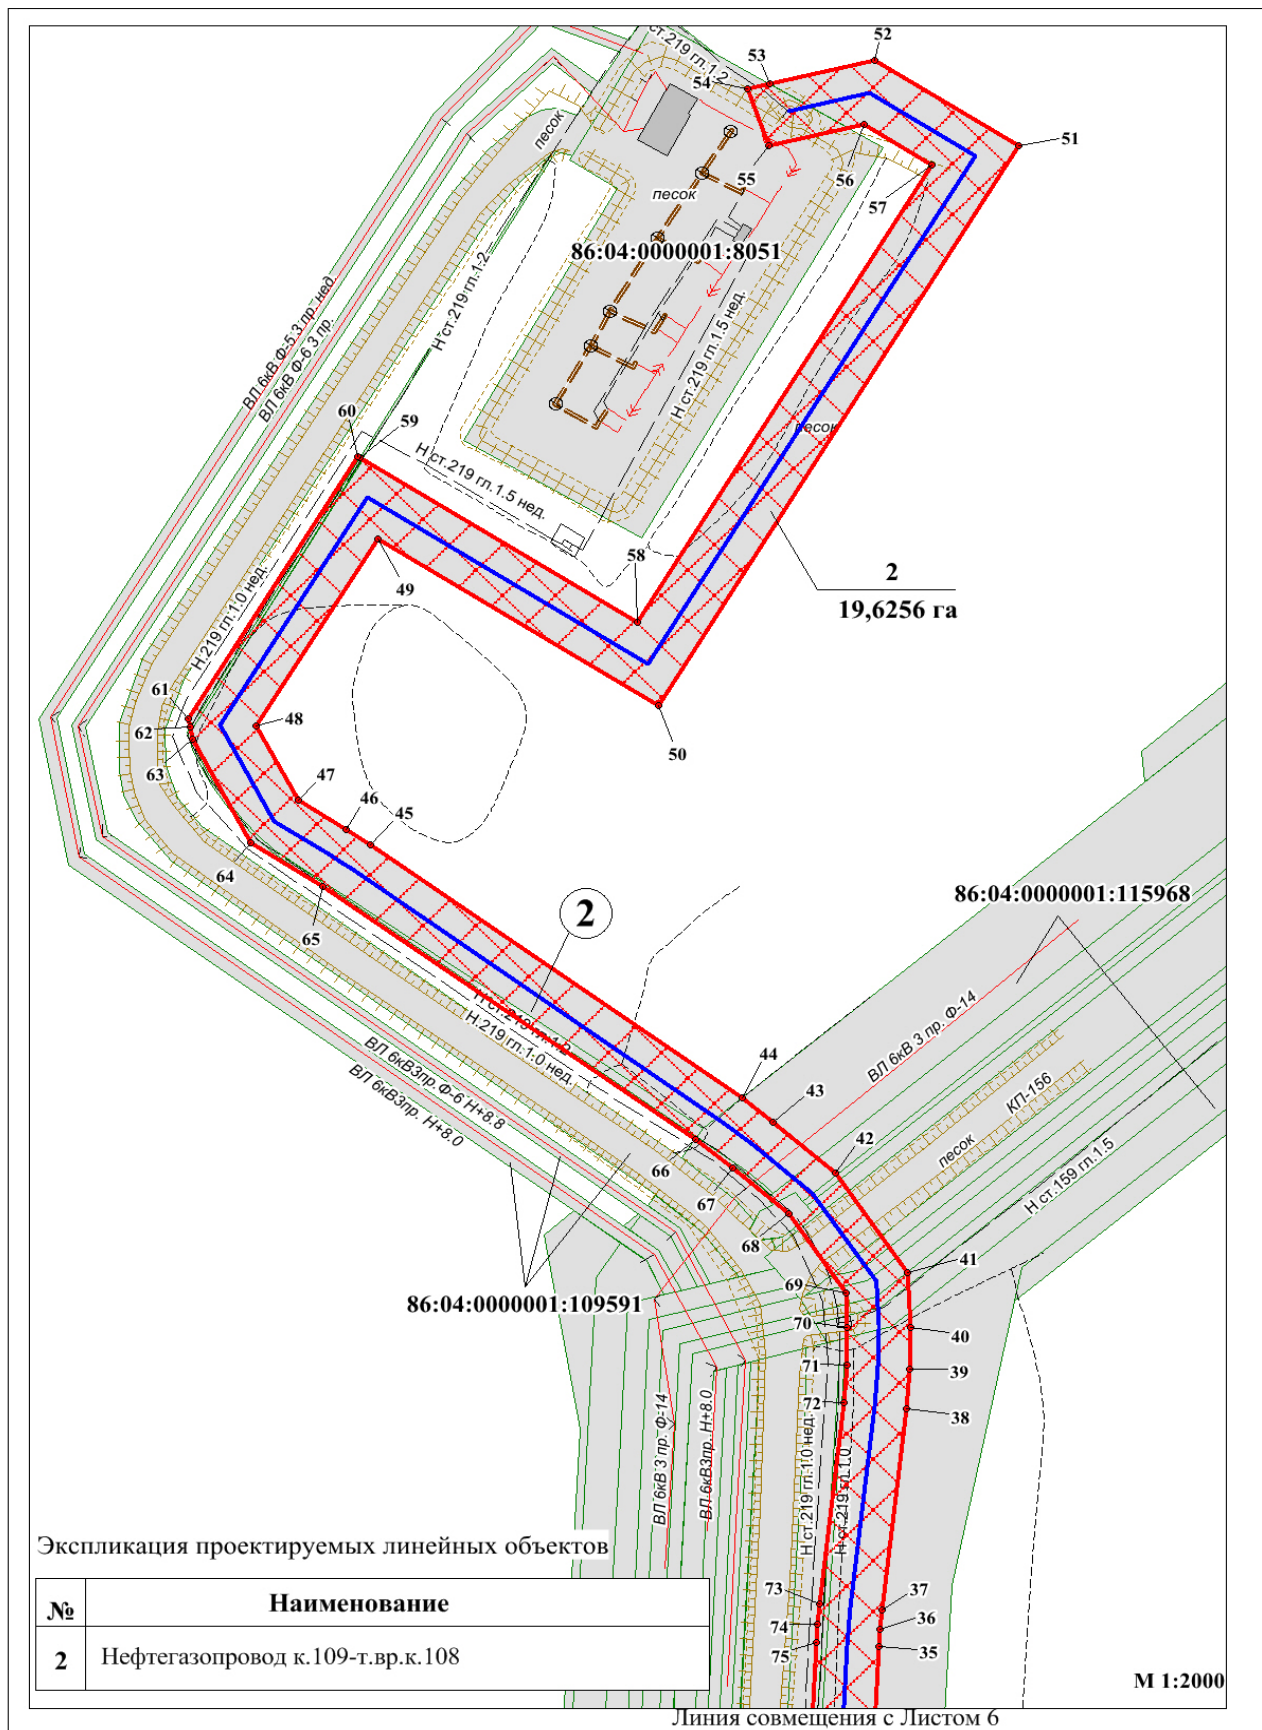 52
53
ст.219 гл.1.2
54
51
песок
55
56
57
песок
86:04:0000001:8051
Н ст.219 гл.1.2
Н ст.219 гл.1.5 нед.
ВЛ 6кВ Ф-5 3 пр. нед.
ВЛ 6кВ Ф-6 3 пр.
60
59
песок
Н ст.219 гл.1.5 нед.
58
49
2
19,6256 га
Н.219 гл.1.0 нед.
61
62
63
48
50
47
46
45
64
65
2
86:04:0000001:115968
Н ст.219 гл.1.2
Н.219 гл.1.0 нед.
ВЛ 6кВ3пр. Ф-6 Н+8.8
ВЛ 6кВ3пр. Н+8.0
44
43
42
ВЛ 6кВ 3 пр. Ф-14
КП-156
песок
Н ст.159 гл.1.5
66
67
68
41
69
86:04:0000001:109591
70
40
71
39
72
38
ВЛ 6кВ 3 пр. Ф-14
ВЛ 6кВ3пр. Н+8.0
Н ст.219 гл.1.0 нед.
Н ст.219 гл.1.0
Экспликация проектируемых линейных объектов
73
37
74
36
75
35
№ Наименование
2 Нефтегазопровод к.109-т.вр.к.108
М 1:2000
Линия совмещения с Листом 6